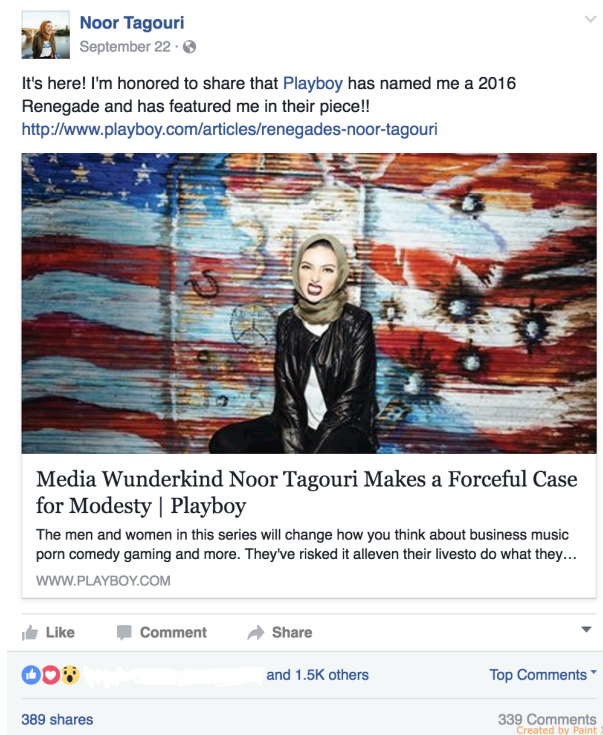 Noor Tagouri
September 22 ·
It's here! I'm honored to share that Playboy has named me a 2016
Renegade and has featured me in their piece!!
http://www.playboy.com/articles/renegades-noor-tagouri
Media Wunderkind Noor Tagouri Makes a Forceful Case
for Modesty | Playboy
The men and women in this series will change how you think about business music
porn comedy gaming and more. They've risked it alleven their livesto do what they...
WWW.PLAYBOY.COM
Like Comment Share
and 1.5K others Top Comments
389 shares 339 Comments
Created by Paint